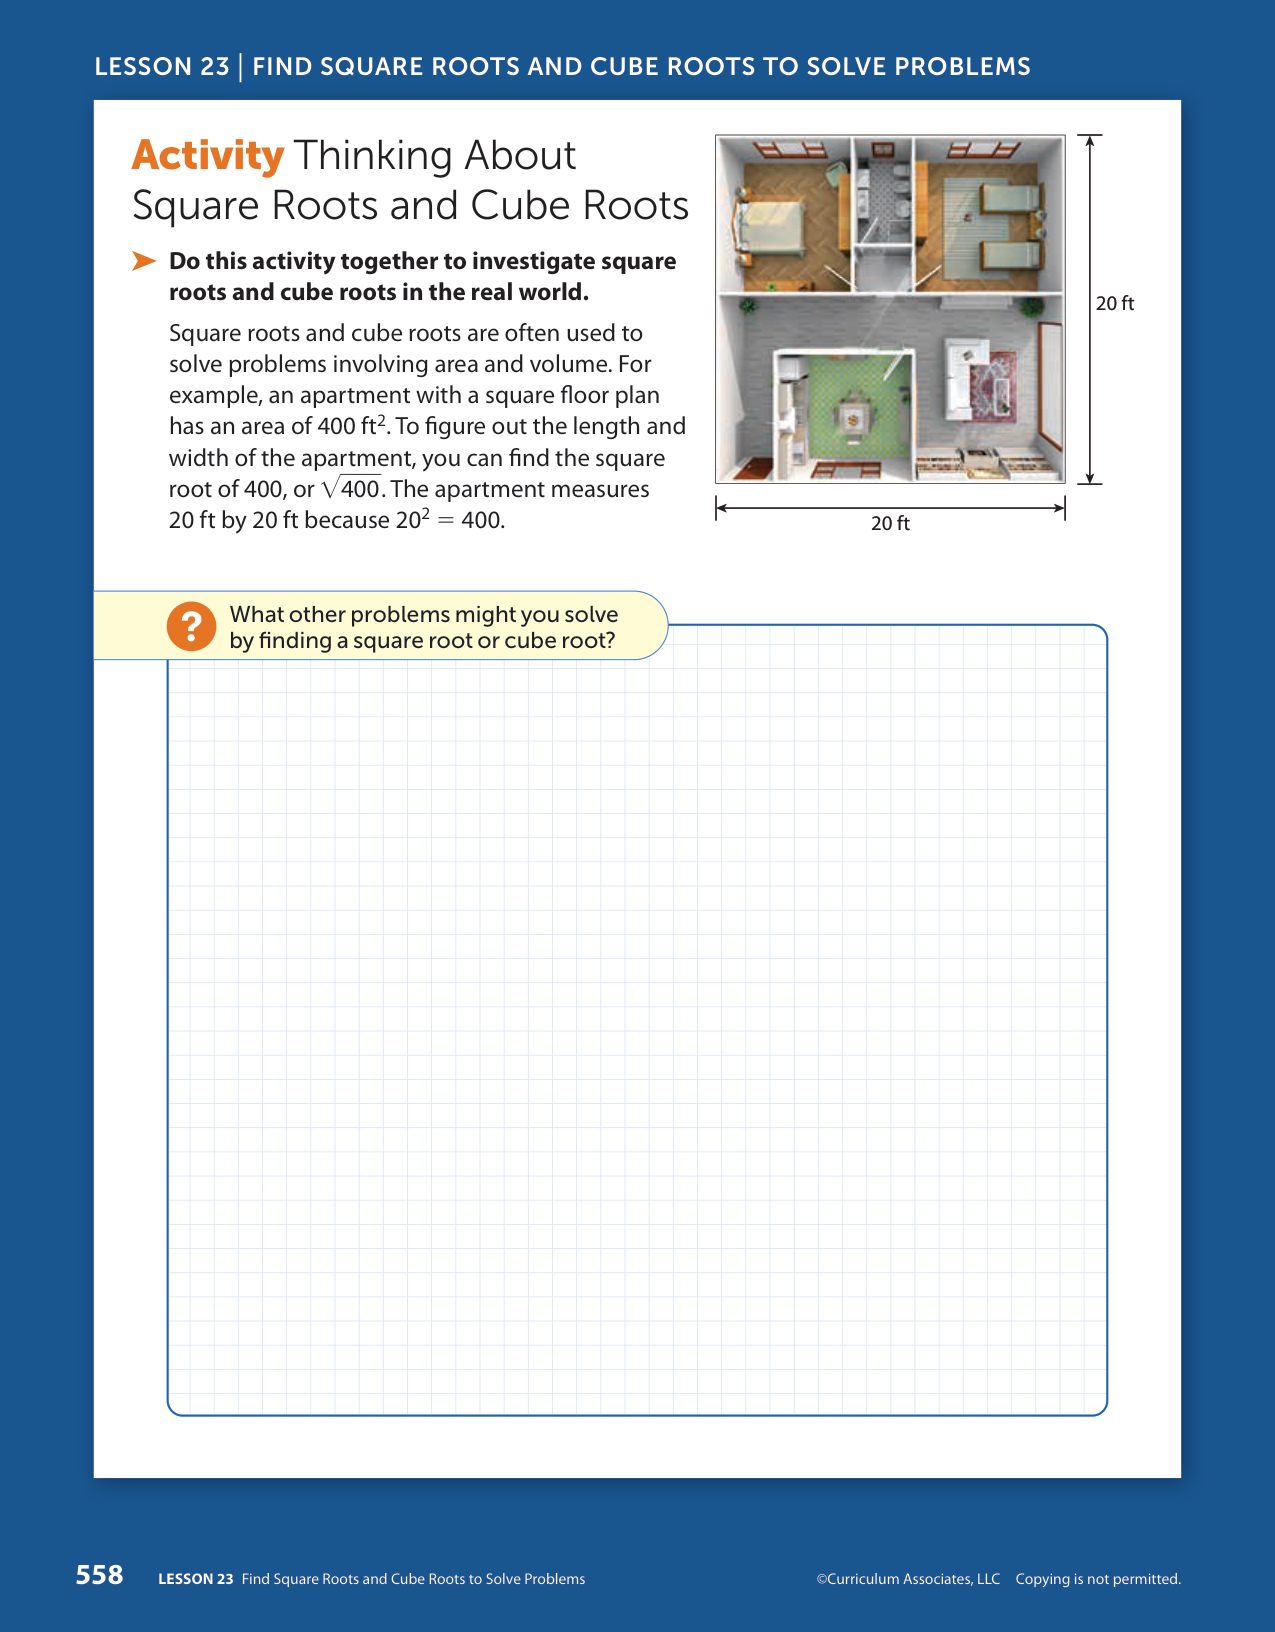 LESSON 23 | FIND SQUARE ROOTS AND CUBE ROOTS TO SOLVE PROBLEMS
Activity Thinking About
Square Roots and Cube Roots
➤ Do this activity together to investigate square
roots and cube roots in the real world.
Square roots and cube roots are often used to
solve problems involving area and volume. For
example, an apartment with a square floor plan
has an area of 400 ft². To figure out the length and
width of the apartment, you can find the square
root of 400, or √400. The apartment measures
20 ft by 20 ft because 20² = 400.
20 ft
20 ft
? What other problems might you solve
by finding a square root or cube root?
558 LESSON 23 Find Square Roots and Cube Roots to Solve Problems
©Curriculum Associates, LLC Copying is not permitted.